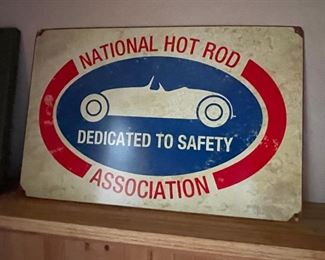 NATIONAL HOT ROD
DEDICATED TO SAFETY
ASSOCIATION